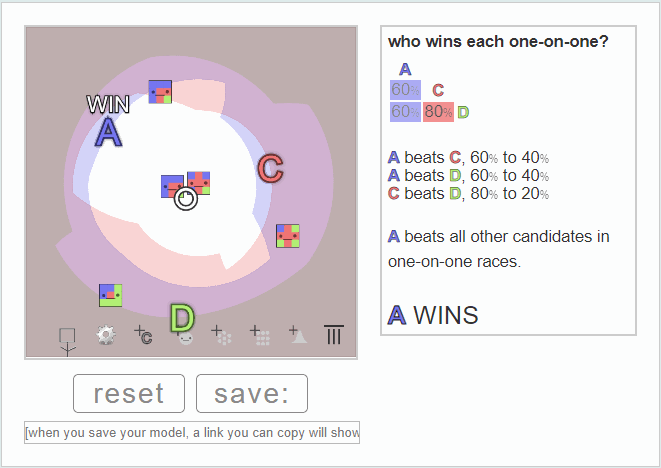 WIN
A
C
D
C
reset
save:
[when you save your model, a link you can copy will show
who wins each one-on-one?
A
60% C
60% 80% D
A beats C, 60% to 40%
A beats D, 60% to 40%
C beats D, 80% to 20%
A beats all other candidates in
one-on-one races.
A WINS